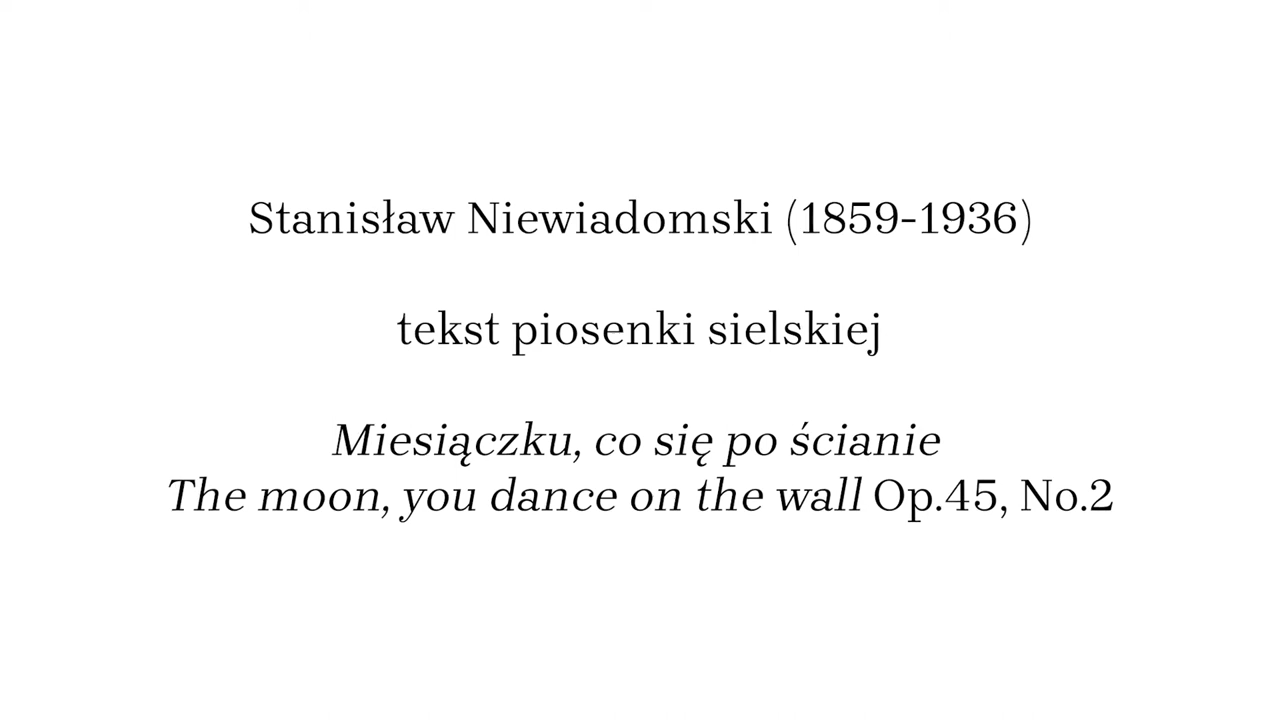 Stanisław Niewiadomski (1859-1936)
tekst piosenki sielskiej
Miesiączku, co się po ścianie
The moon, you dance on the wall Op.45, No.2